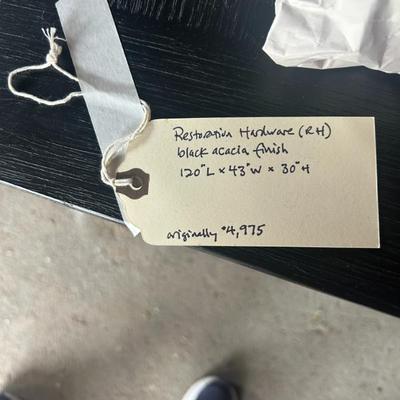 Restoration Hardware (RH)
black acacia finish
120"L x 43"W x 30"H
originally $4,975